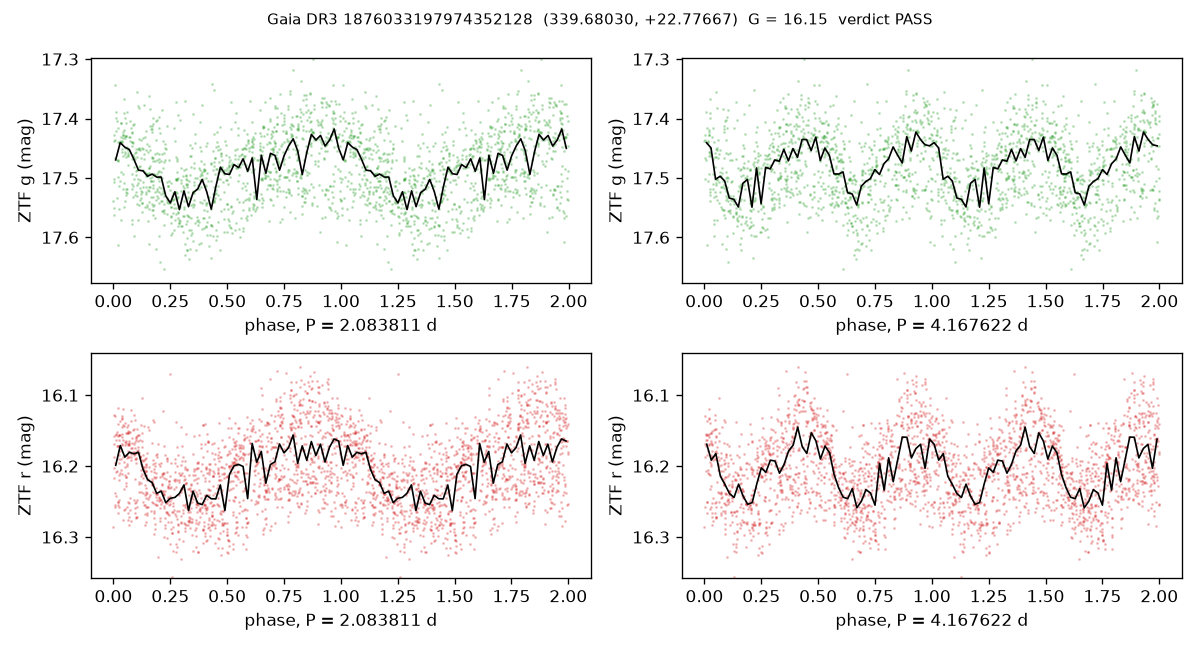 Gaia DR3 1876033197974352128  (339.68030, +22.77667)  G = 16.15  verdict PASS
17.3
17.4
17.5
17.6
ZTF g (mag)
0.00 0.25 0.50 0.75 1.00 1.25 1.50 1.75 2.00
phase, P = 2.083811 d
17.3
17.4
17.5
17.6
ZTF g (mag)
0.00 0.25 0.50 0.75 1.00 1.25 1.50 1.75 2.00
phase, P = 4.167622 d
16.1
16.2
16.3
ZTF r (mag)
0.00 0.25 0.50 0.75 1.00 1.25 1.50 1.75 2.00
phase, P = 2.083811 d
16.1
16.2
16.3
ZTF r (mag)
0.00 0.25 0.50 0.75 1.00 1.25 1.50 1.75 2.00
phase, P = 4.167622 d